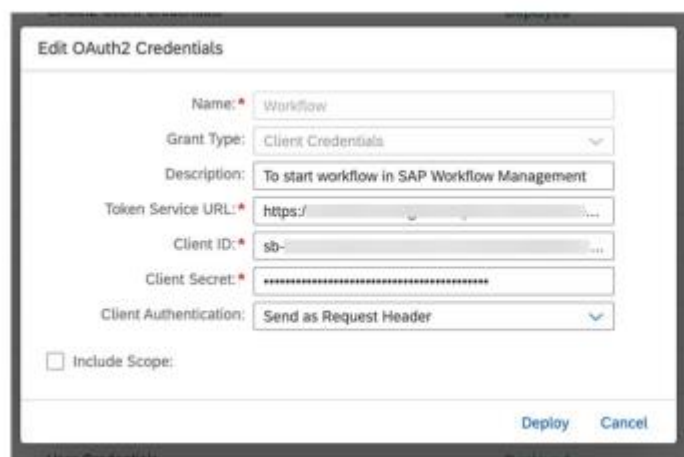 Edit OAuth2 Credentials
Name:* Workflow
Grant Type: Client Credentials
Description: To start workflow in SAP Workflow Management
Token Service URL:* https:/ ...
Client ID:* sb- ...
Client Secret:* ••••••••••••••••••••••••••••••••••••••••••••
Client Authentication: Send as Request Header
Include Scope:
Deploy Cancel